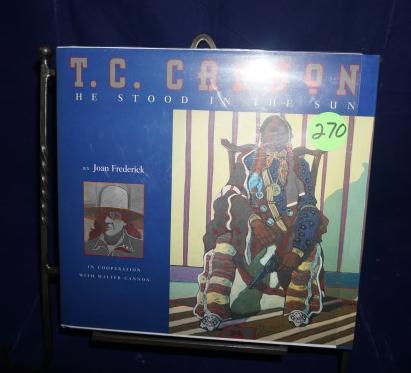 T.C. CANNON
HE STOOD IN THE SUN
270
BY Joan Frederick
IN COOPERATION
WITH WALTER CANNON